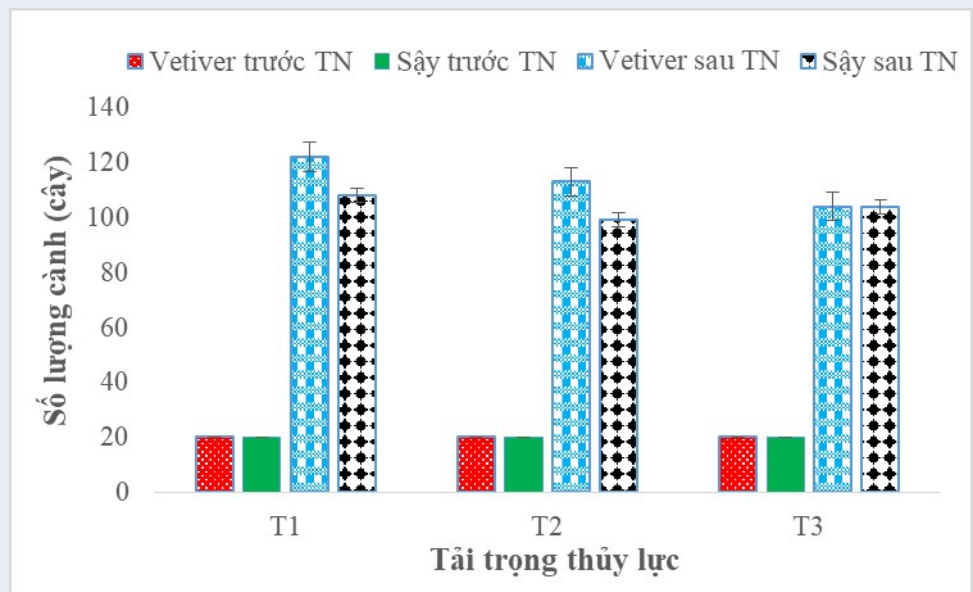 Vetiver trước TN Sậy trước TN Vetiver sau TN Sậy sau TN
140
120
100
80
60
40
20
0
Số lượng cành (cây)
T1 T2 T3
Tải trọng thủy lực